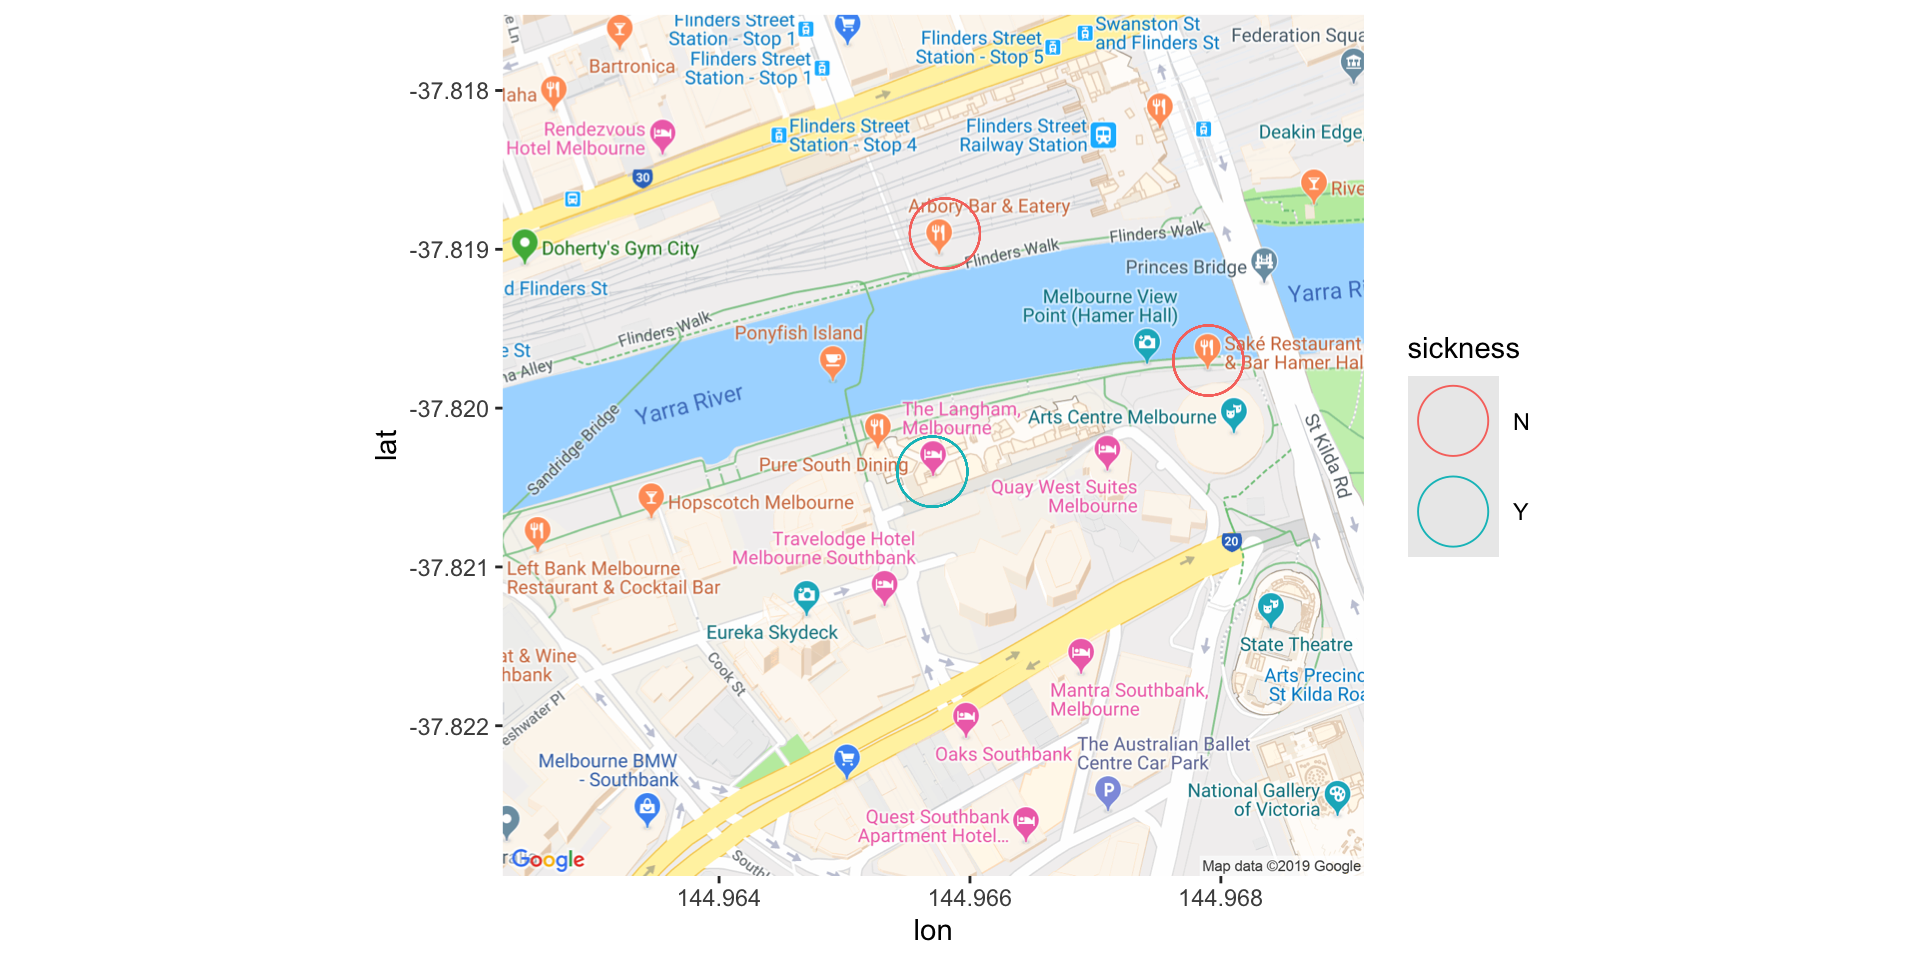 Flinders Street
Station - Stop 1
Swanston St
and Flinders St
Federation Squa
e Ln
Flinders Street
Station - Stop 5
Bartronica
Flinders Street
Station - Stop 1
-37.818
aha
Rendezvous
Hotel Melbourne
Flinders Street
Station - Stop 4
Flinders Street
Railway Station
Deakin Edge,
30
Rive
Arbory Bar & Eatery
-37.819
Doherty's Gym City
Flinders Walk
Flinders Walk
Princes Bridge
d Flinders St
Yarra R
Melbourne View
Point (Hamer Hall)
Flinders Walk
Ponyfish Island
e St
na Alley
Saké Restaurant
& Bar Hamer Hal
sickness
N
Y
-37.820
lat
Yarra River
The Langham,
Melbourne
Arts Centre Melbourne
Sandridge Bridge
St Kilda Rd
Pure South Dining
Quay West Suites
Melbourne
Hopscotch Melbourne
Travelodge Hotel
Melbourne Southbank
20
-37.821
Left Bank Melbourne
Restaurant & Cocktail Bar
Eureka Skydeck
State Theatre
at & Wine
hbank
Cook St
Arts Precinc
St Kilda Roa
Mantra Southbank,
Melbourne
eshwater Pl
-37.822
Oaks Southbank
The Australian Ballet
Centre Car Park
Melbourne BMW
- Southbank
P
National Gallery
of Victoria
Quest Southbank
Apartment Hotel...
Google
South
Map data ©2019 Google
144.964
144.966
144.968
lon